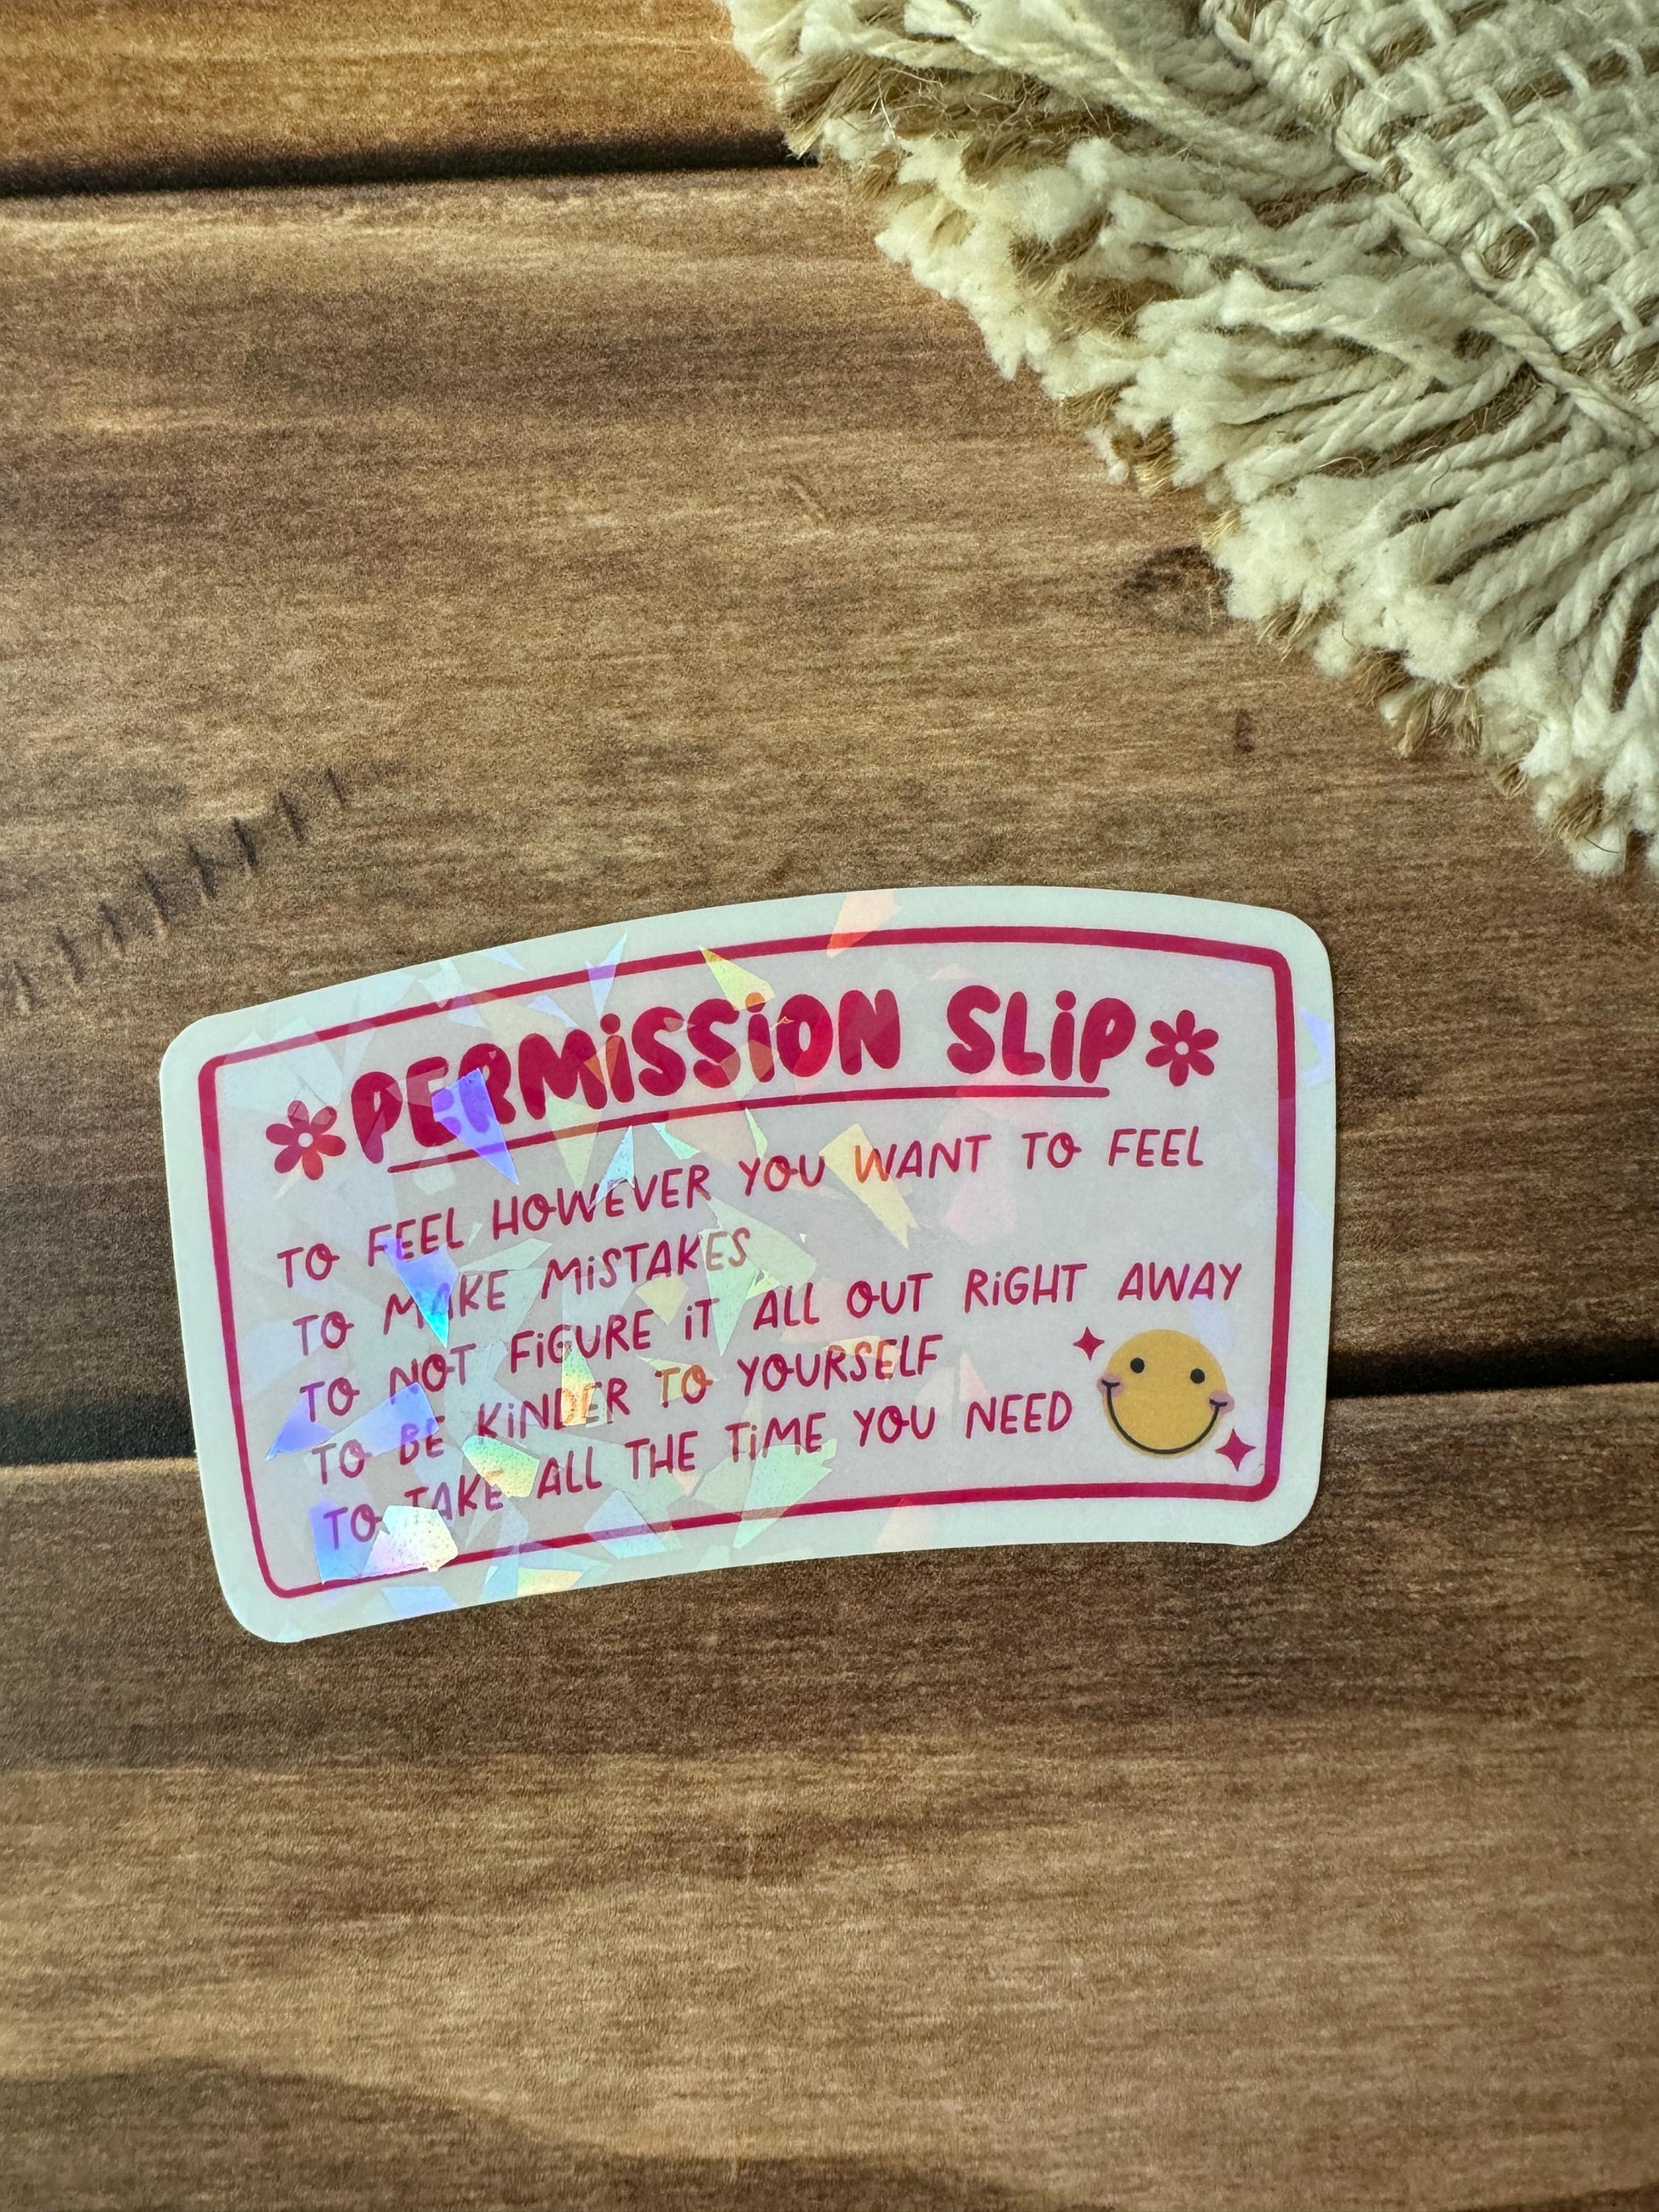 PERMiSSiON SLiP
TO FEEL HOWEVER YOU WANT TO FEEL
TO MAKE MiSTAKES
TO NOT FiGURE iT ALL OUT RiGHT AWAY
TO BE KiNDER TO YOURSELF
TO TAKE ALL THE TiME YOU NEED